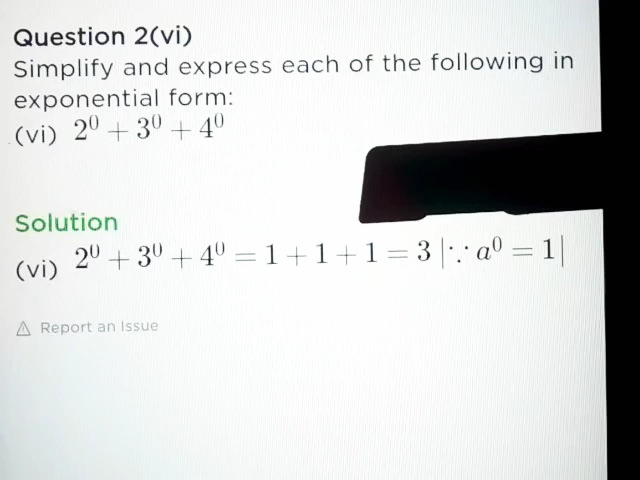 Question 2(vi)
Simplify and express each of the following in
exponential form:
(vi) 2⁰ + 3⁰ + 4⁰
Solution
(vi) 2⁰ + 3⁰ + 4⁰ = 1 + 1 + 1 = 3 |∵ a⁰ = 1|
⚠ Report an Issue